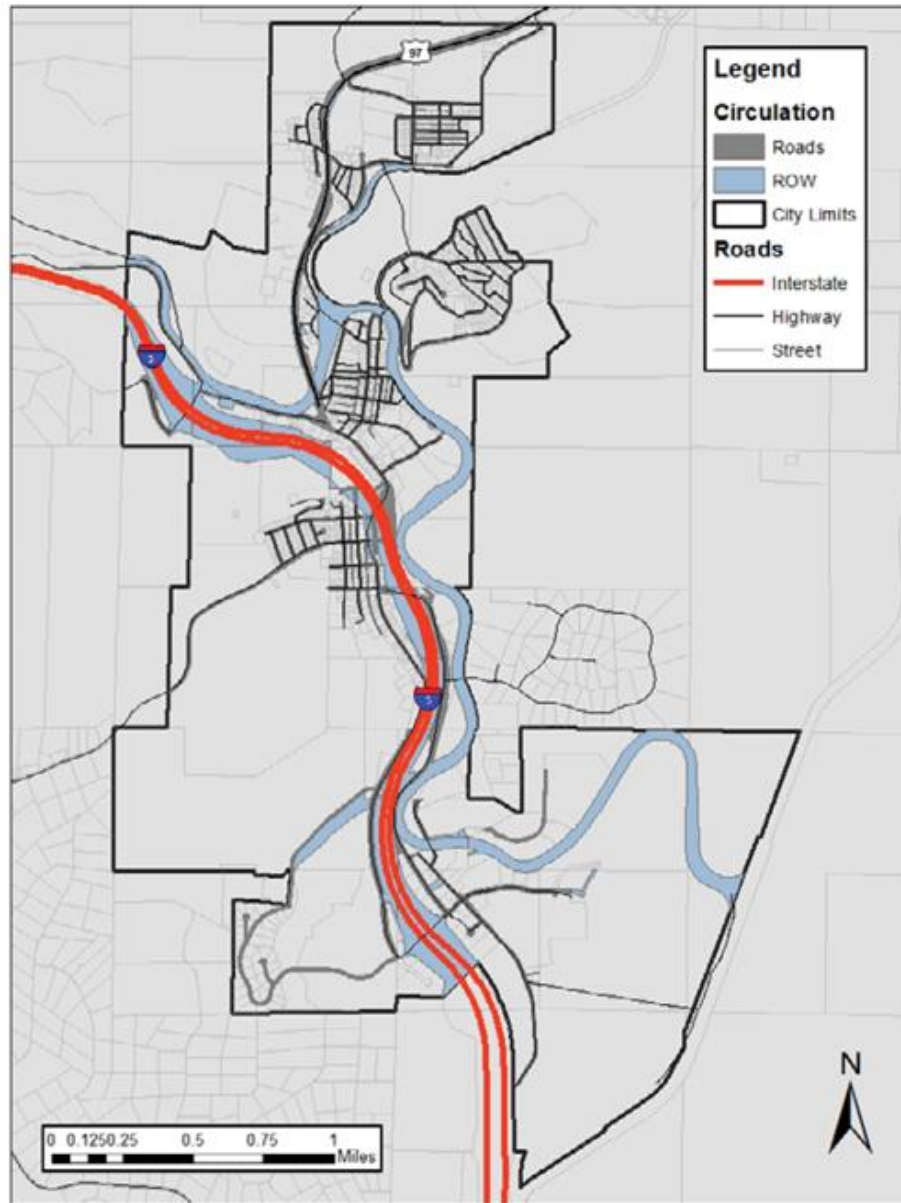 97
Legend
Circulation
Roads
ROW
City Limits
Roads
Interstate
Highway
Street
5
5
N
0 0.1250.25 0.5 0.75 1
Miles